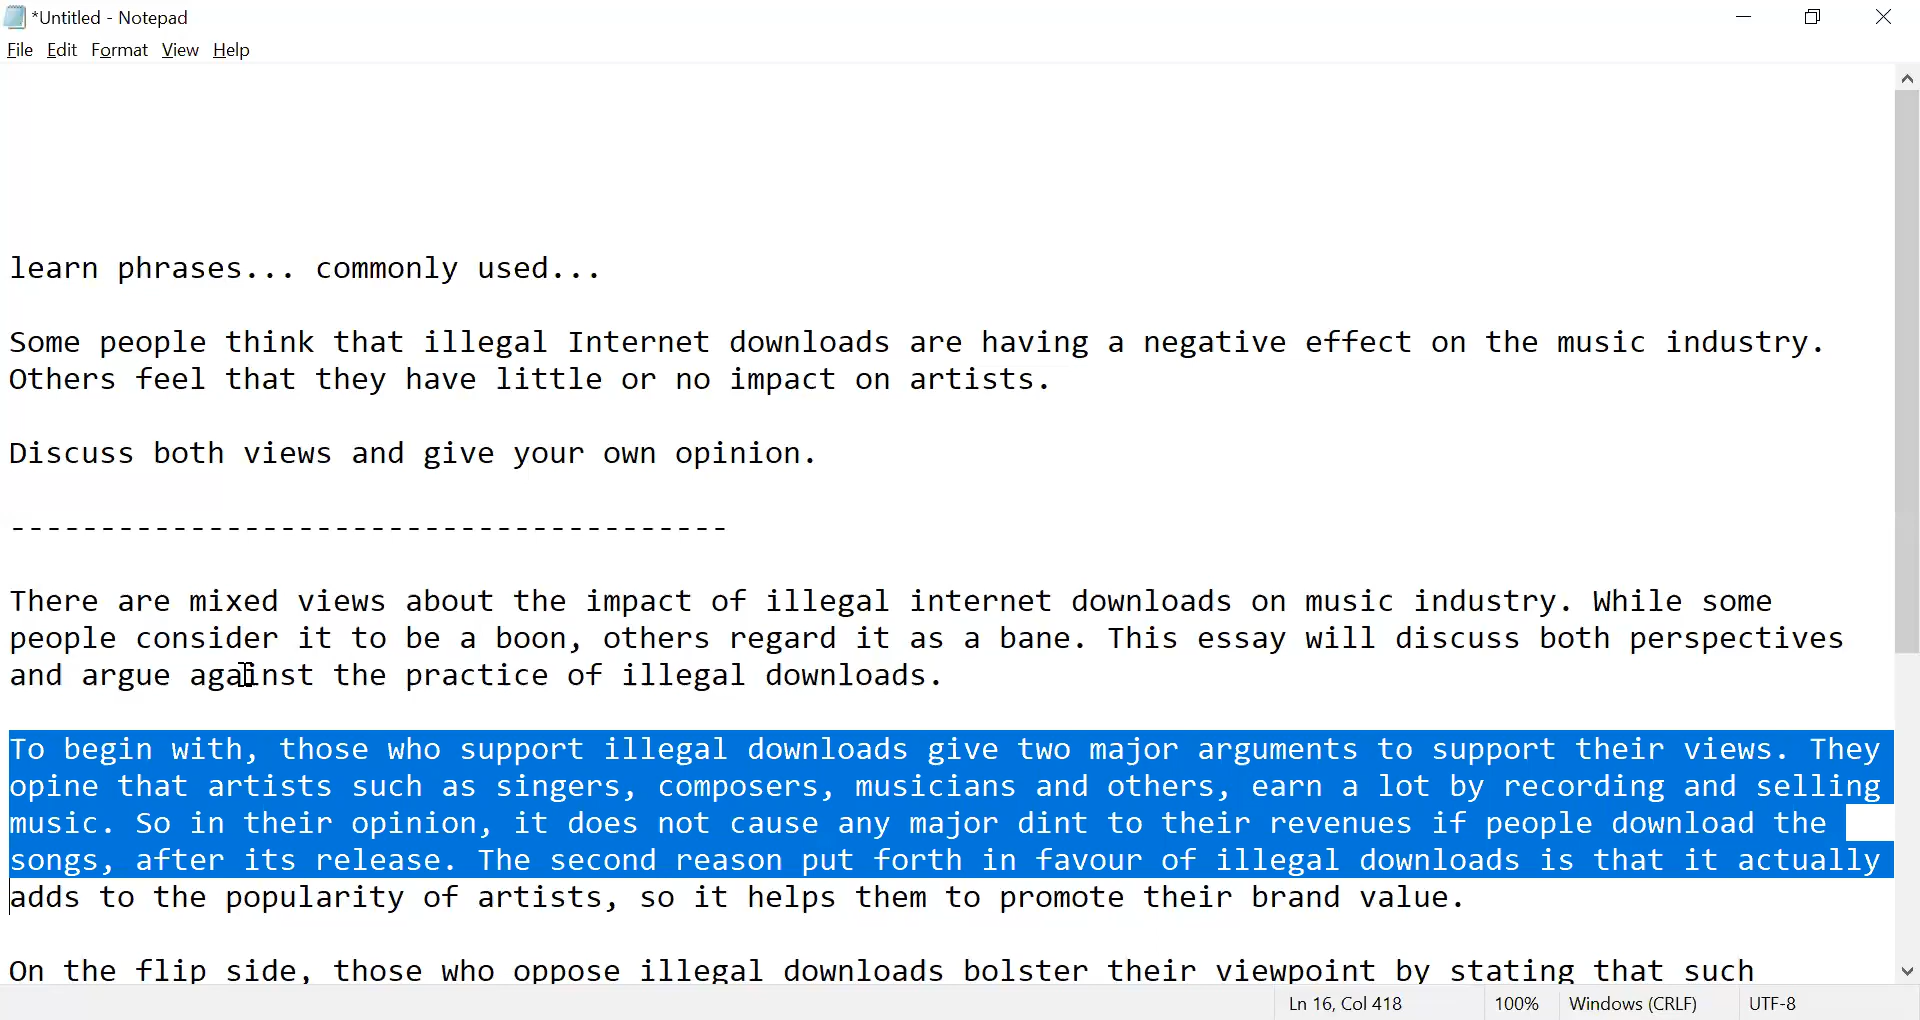 *Untitled - Notepad
File Edit Format View Help
learn phrases... commonly used...
Some people think that illegal Internet downloads are having a negative effect on the music industry.
Others feel that they have little or no impact on artists.
Discuss both views and give your own opinion.
----------------------------------------
There are mixed views about the impact of illegal internet downloads on music industry. While some
people consider it to be a boon, others regard it as a bane. This essay will discuss both perspectives
and argue against the practice of illegal downloads.
To begin with, those who support illegal downloads give two major arguments to support their views. They
opine that artists such as singers, composers, musicians and others, earn a lot by recording and selling
music. So in their opinion, it does not cause any major dint to their revenues if people download the
songs, after its release. The second reason put forth in favour of illegal downloads is that it actually
adds to the popularity of artists, so it helps them to promote their brand value.
On the flip side, those who oppose illegal downloads bolster their viewpoint by stating that such
Ln 16, Col 418 100% Windows (CRLF) UTF-8